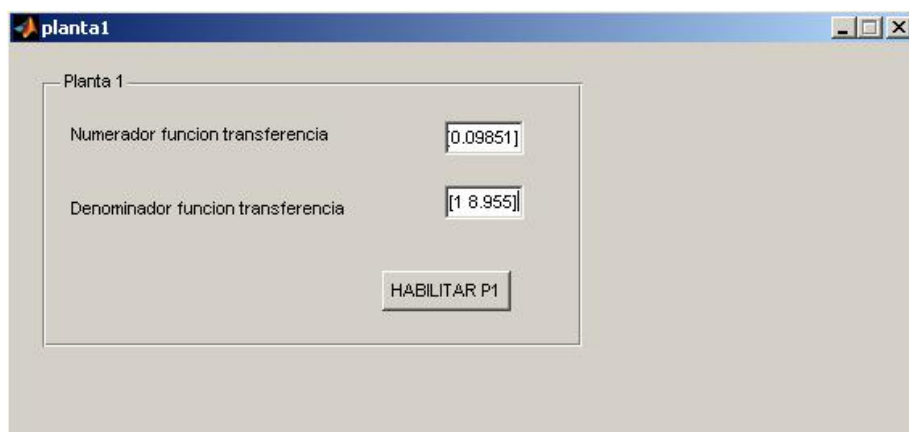 planta1
Planta 1
Numerador funcion transferencia [0.09851]
Denominador funcion transferencia [1 8.955]
HABILITAR P1